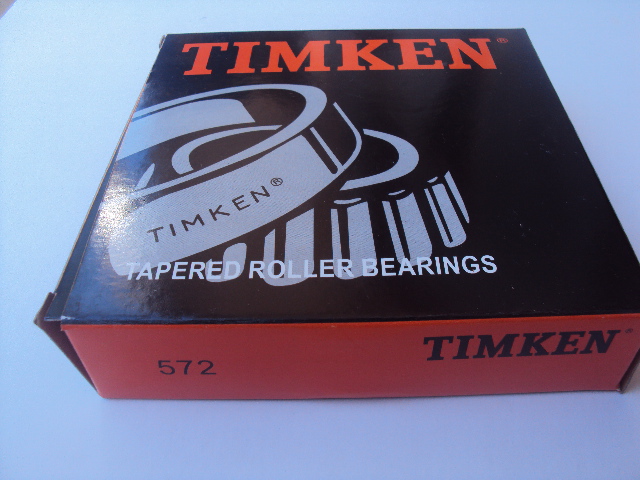 TIMKEN®
TIMKEN®
TAPERED ROLLER BEARINGS
572
TIMKEN®